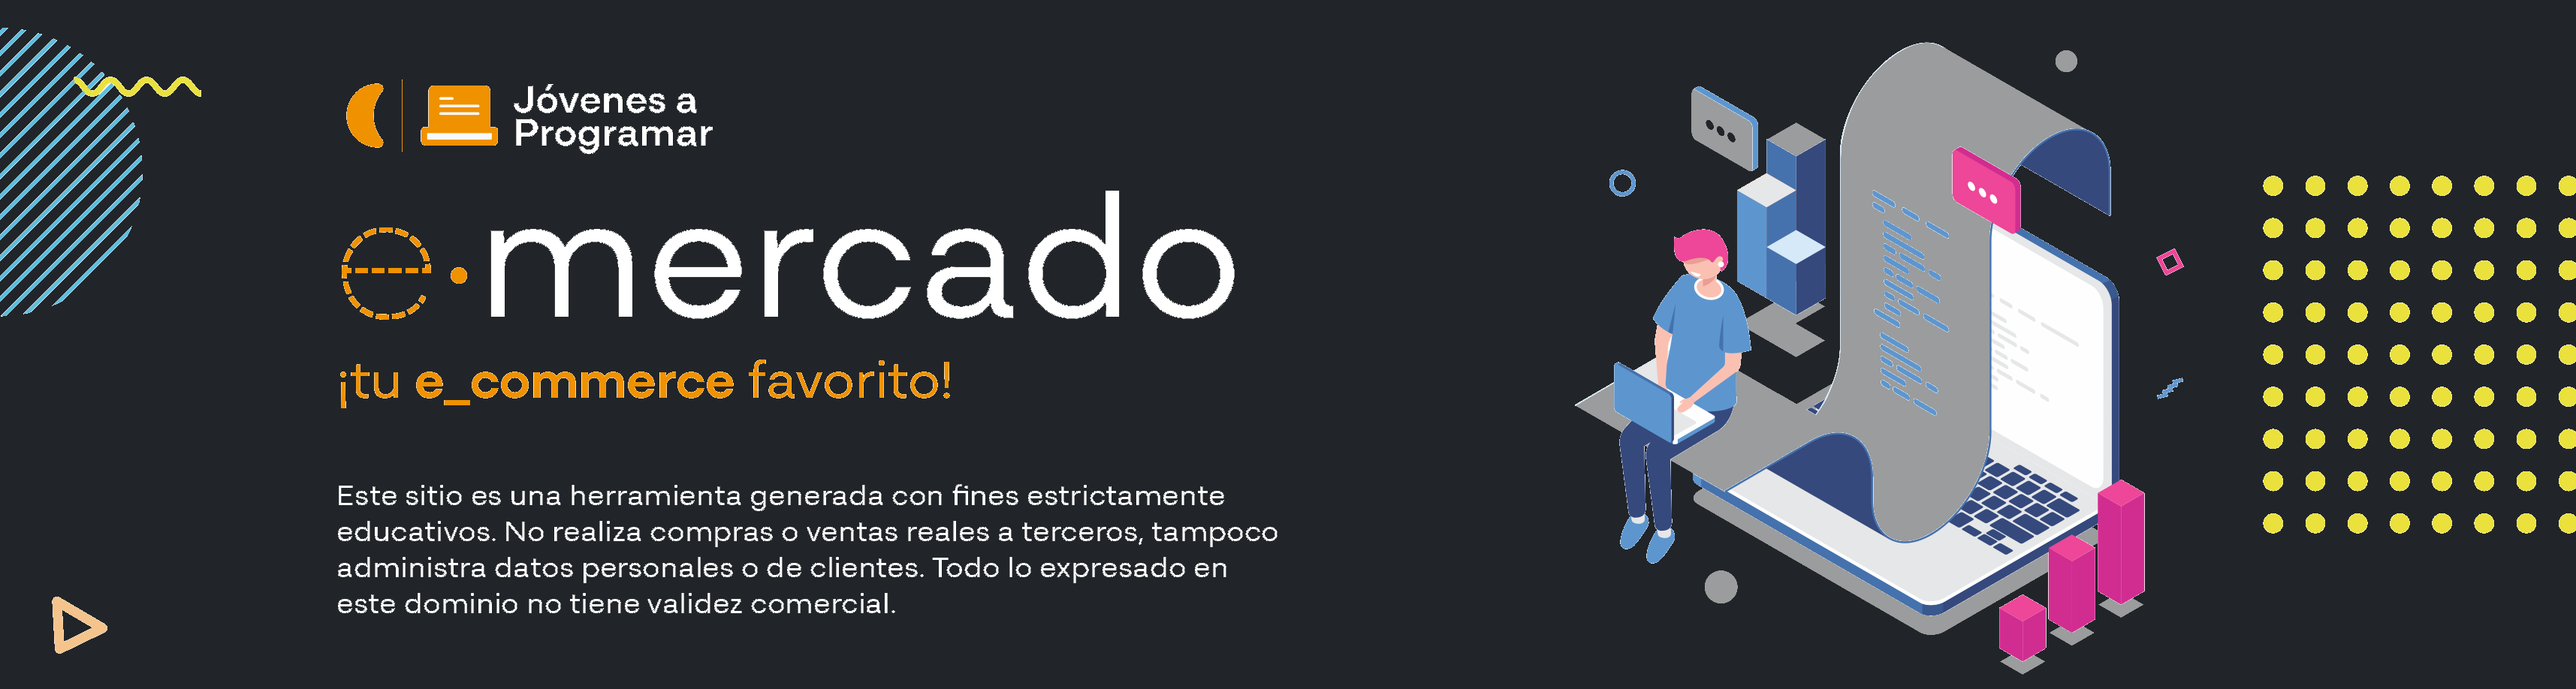 Jóvenes a
Programar
e·mercado
¡tu e_commerce favorito!
Este sitio es una herramienta generada con fines estrictamente
educativos. No realiza compras o ventas reales a terceros, tampoco
administra datos personales o de clientes. Todo lo expresado en
este dominio no tiene validez comercial.